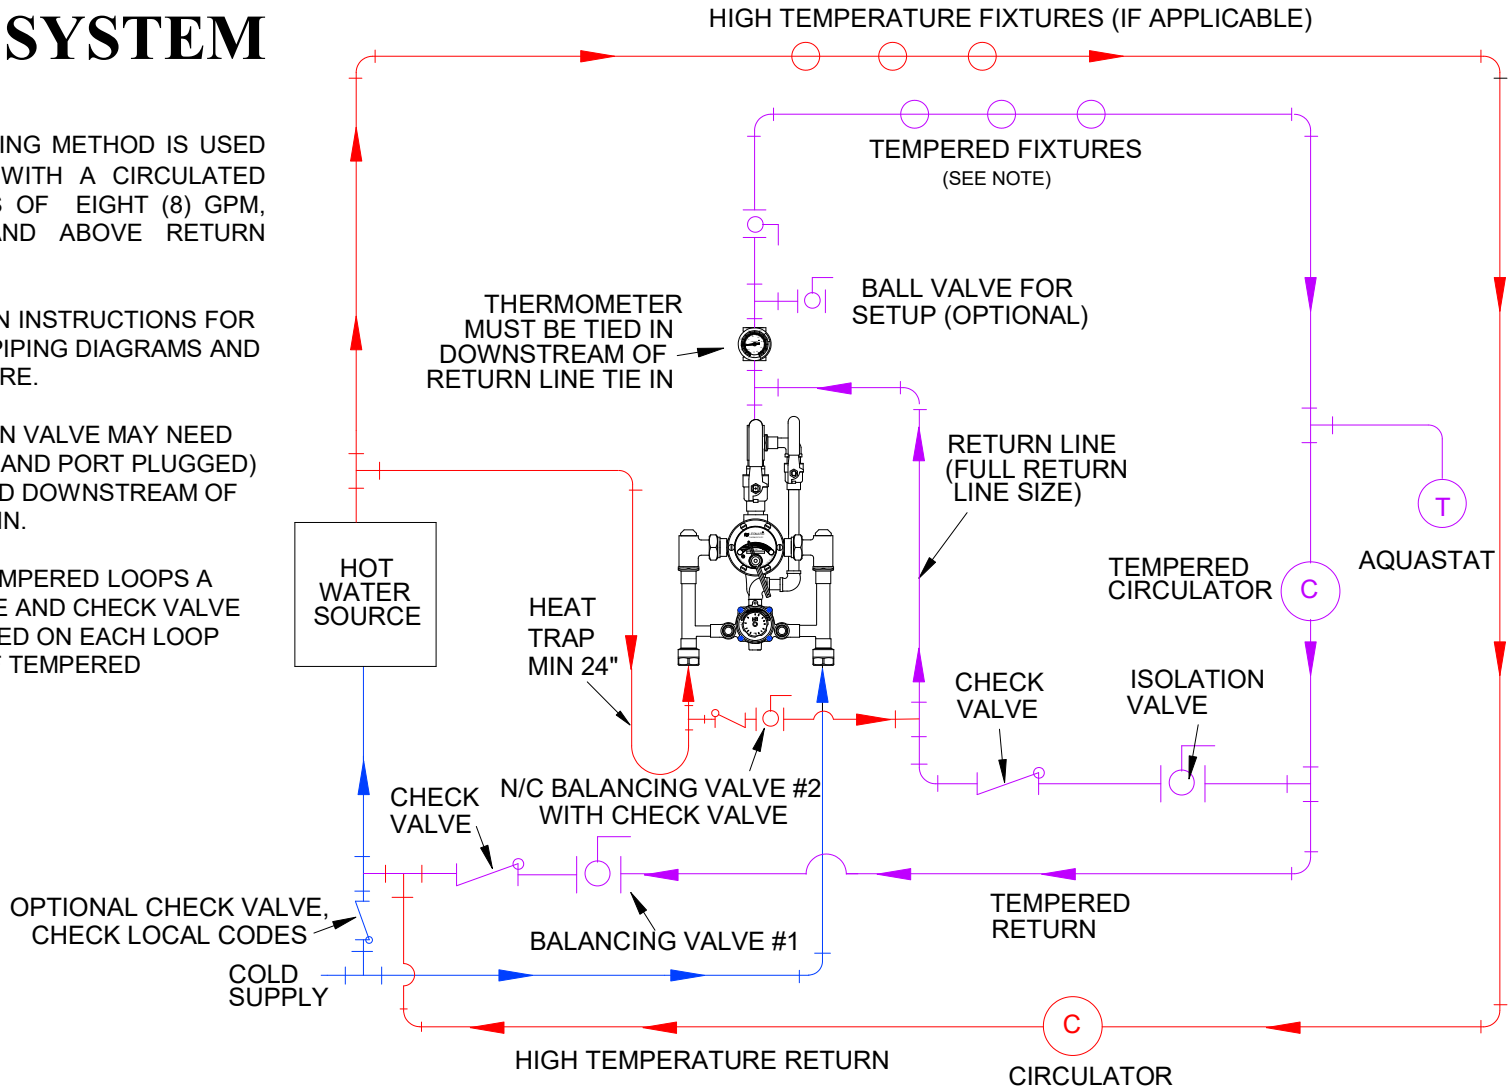 SYSTEM
ING METHOD IS USED
WITH A CIRCULATED
S OF EIGHT (8) GPM,
AND ABOVE RETURN
N INSTRUCTIONS FOR
PIPING DIAGRAMS AND
RE.
N VALVE MAY NEED
AND PORT PLUGGED)
D DOWNSTREAM OF
IN.
EMPERED LOOPS A
E AND CHECK VALVE
ED ON EACH LOOP
T TEMPERED
HIGH TEMPERATURE FIXTURES (IF APPLICABLE)
TEMPERED FIXTURES
(SEE NOTE)
BALL VALVE FOR
SETUP (OPTIONAL)
THERMOMETER
MUST BE TIED IN
DOWNSTREAM OF
RETURN LINE TIE IN
RETURN LINE
(FULL RETURN
LINE SIZE)
T
AQUASTAT
HOT
WATER
SOURCE
TEMPERED
CIRCULATOR
C
HEAT
TRAP
MIN 24"
CHECK
VALVE
ISOLATION
VALVE
N/C BALANCING VALVE #2
WITH CHECK VALVE
CHECK
VALVE
OPTIONAL CHECK VALVE,
CHECK LOCAL CODES
BALANCING VALVE #1
TEMPERED
RETURN
COLD
SUPPLY
C
HIGH TEMPERATURE RETURN
CIRCULATOR